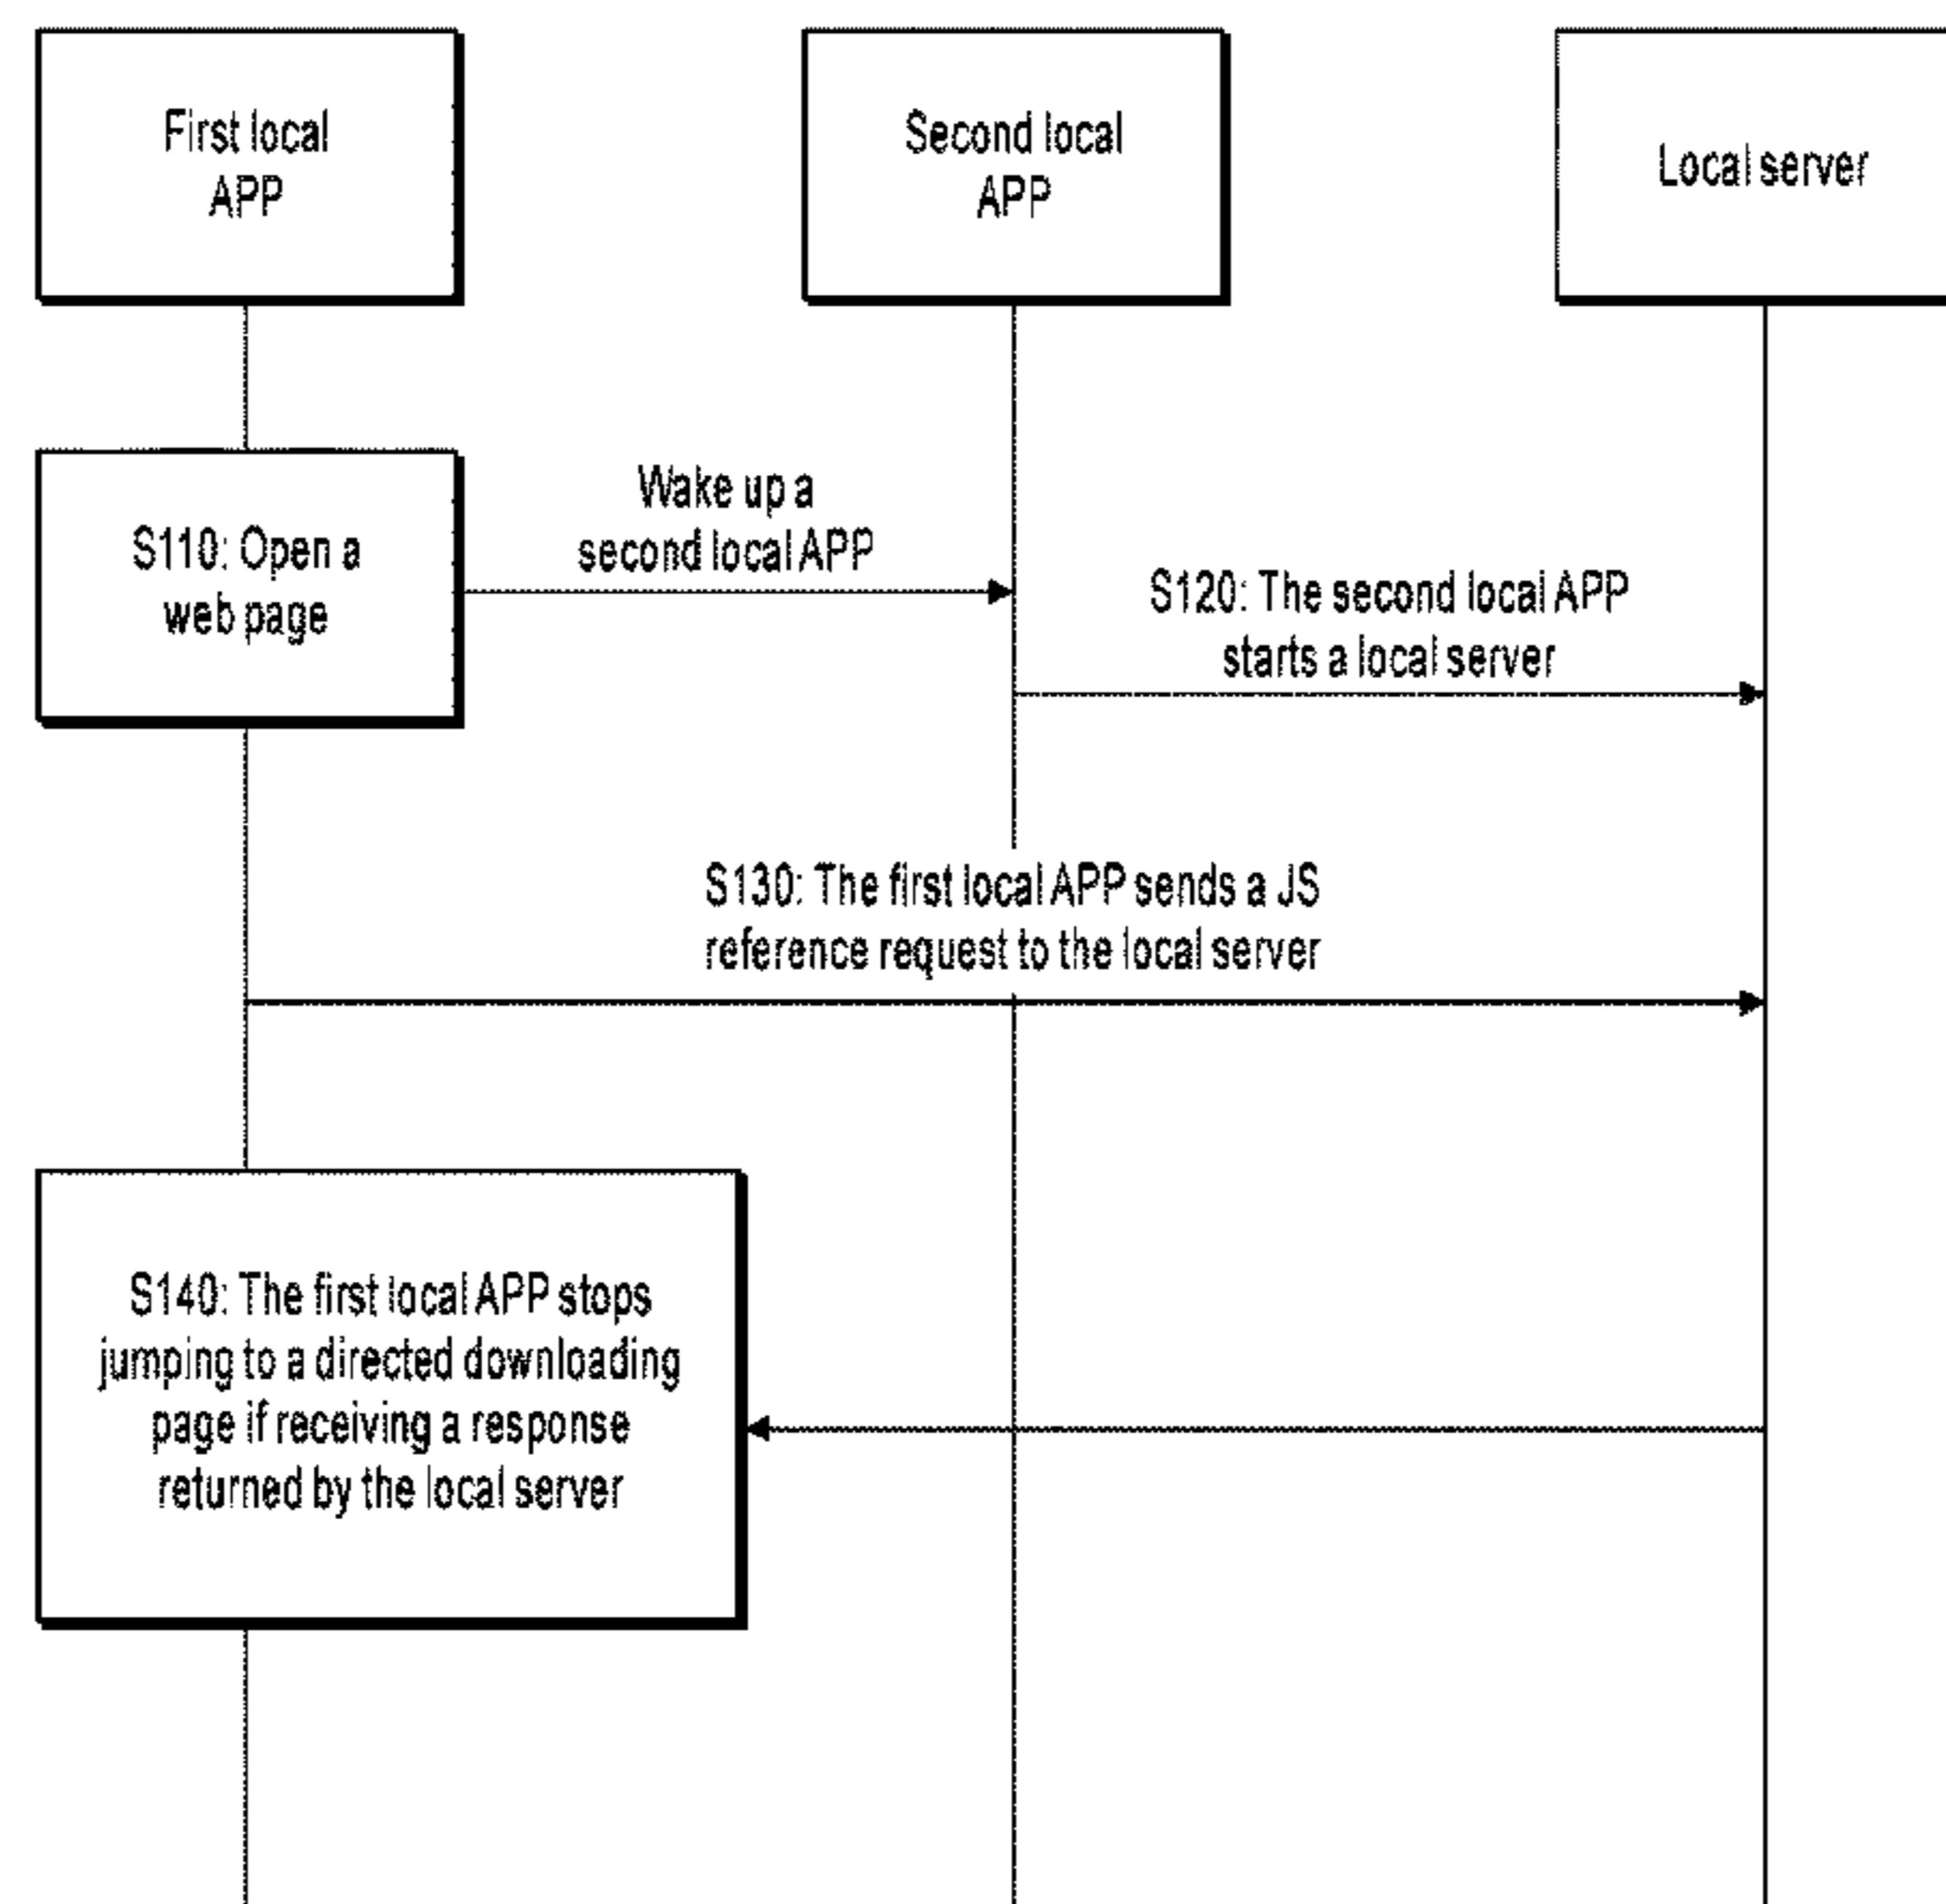 First local
APP
Second local
APP
Local server
S110: Open a
web page
Wake up a
second local APP
S120: The second local APP
starts a local server
S130: The first local APP sends a JS
reference request to the local server
S140: The first local APP stops
jumping to a directed downloading
page if receiving a response
returned by the local server